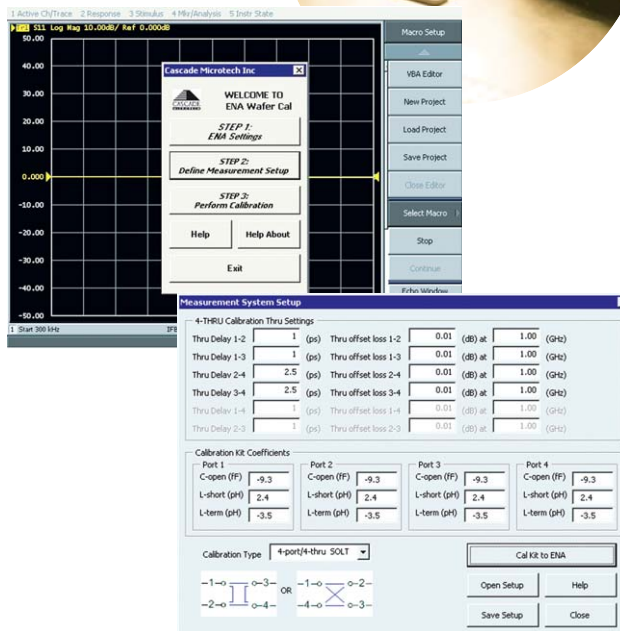 1 Active Ch/Trace 2 Response 3 Stimulus 4 Mkr/Analysis 5 Instr State
Tr1 S11 Log Mag 10.00dB/ Ref 0.000dB
50.00
40.00
30.00
20.00
10.00
0.000
-10.00
-20.00
-30.00
-40.00
-50.00
1 Start 300 kHz
Macro Setup
VBA Editor
New Project
Load Project
Save Project
Close Editor
Select Macro
Stop
Continue
Echo Window
Cascade Microtech Inc
CASCADE
WELCOME TO
ENA Wafer Cal
STEP 1:
ENA Settings
STEP 2:
Define Measurement Setup
STEP 3:
Perform Calibration
Help Help About
Exit
Measurement System Setup
4-THRU Calibration Thru Settings
Thru Delay 1-2 1 (ps) Thru offset loss 1-2 0.01 (dB) at 1.00 (GHz)
Thru Delay 1-3 1 (ps) Thru offset loss 1-3 0.01 (dB) at 1.00 (GHz)
Thru Delay 2-4 2.5 (ps) Thru offset loss 2-4 0.01 (dB) at 1.00 (GHz)
Thru Delay 3-4 2.5 (ps) Thru offset loss 3-4 0.01 (dB) at 1.00 (GHz)
Thru Delay 1-4 1 (ps) Thru offset loss 1-4 0.01 (dB) at 1.00 (GHz)
Thru Delay 2-3 1 (ps) Thru offset loss 2-3 0.01 (dB) at 1.00 (GHz)
Calibration Kit Coefficients
Port 1 Port 2 Port 3 Port 4
C-open (fF) -9.3 C-open (fF) -9.3 C-open (fF) -9.3 C-open (fF) -9.3
L-short (pH) 2.4 L-short (pH) 2.4 L-short (pH) 2.4 L-short (pH) 2.4
L-term (pH) -3.5 L-term (pH) -3.5 L-term (pH) -3.5 L-term (pH) -3.5
Calibration Type 4-port/4-thru SOLT
Cal Kit to ENA
-1- -3- OR -1- -2-
-2- -4- -4- -3-
Open Setup Help
Save Setup Close